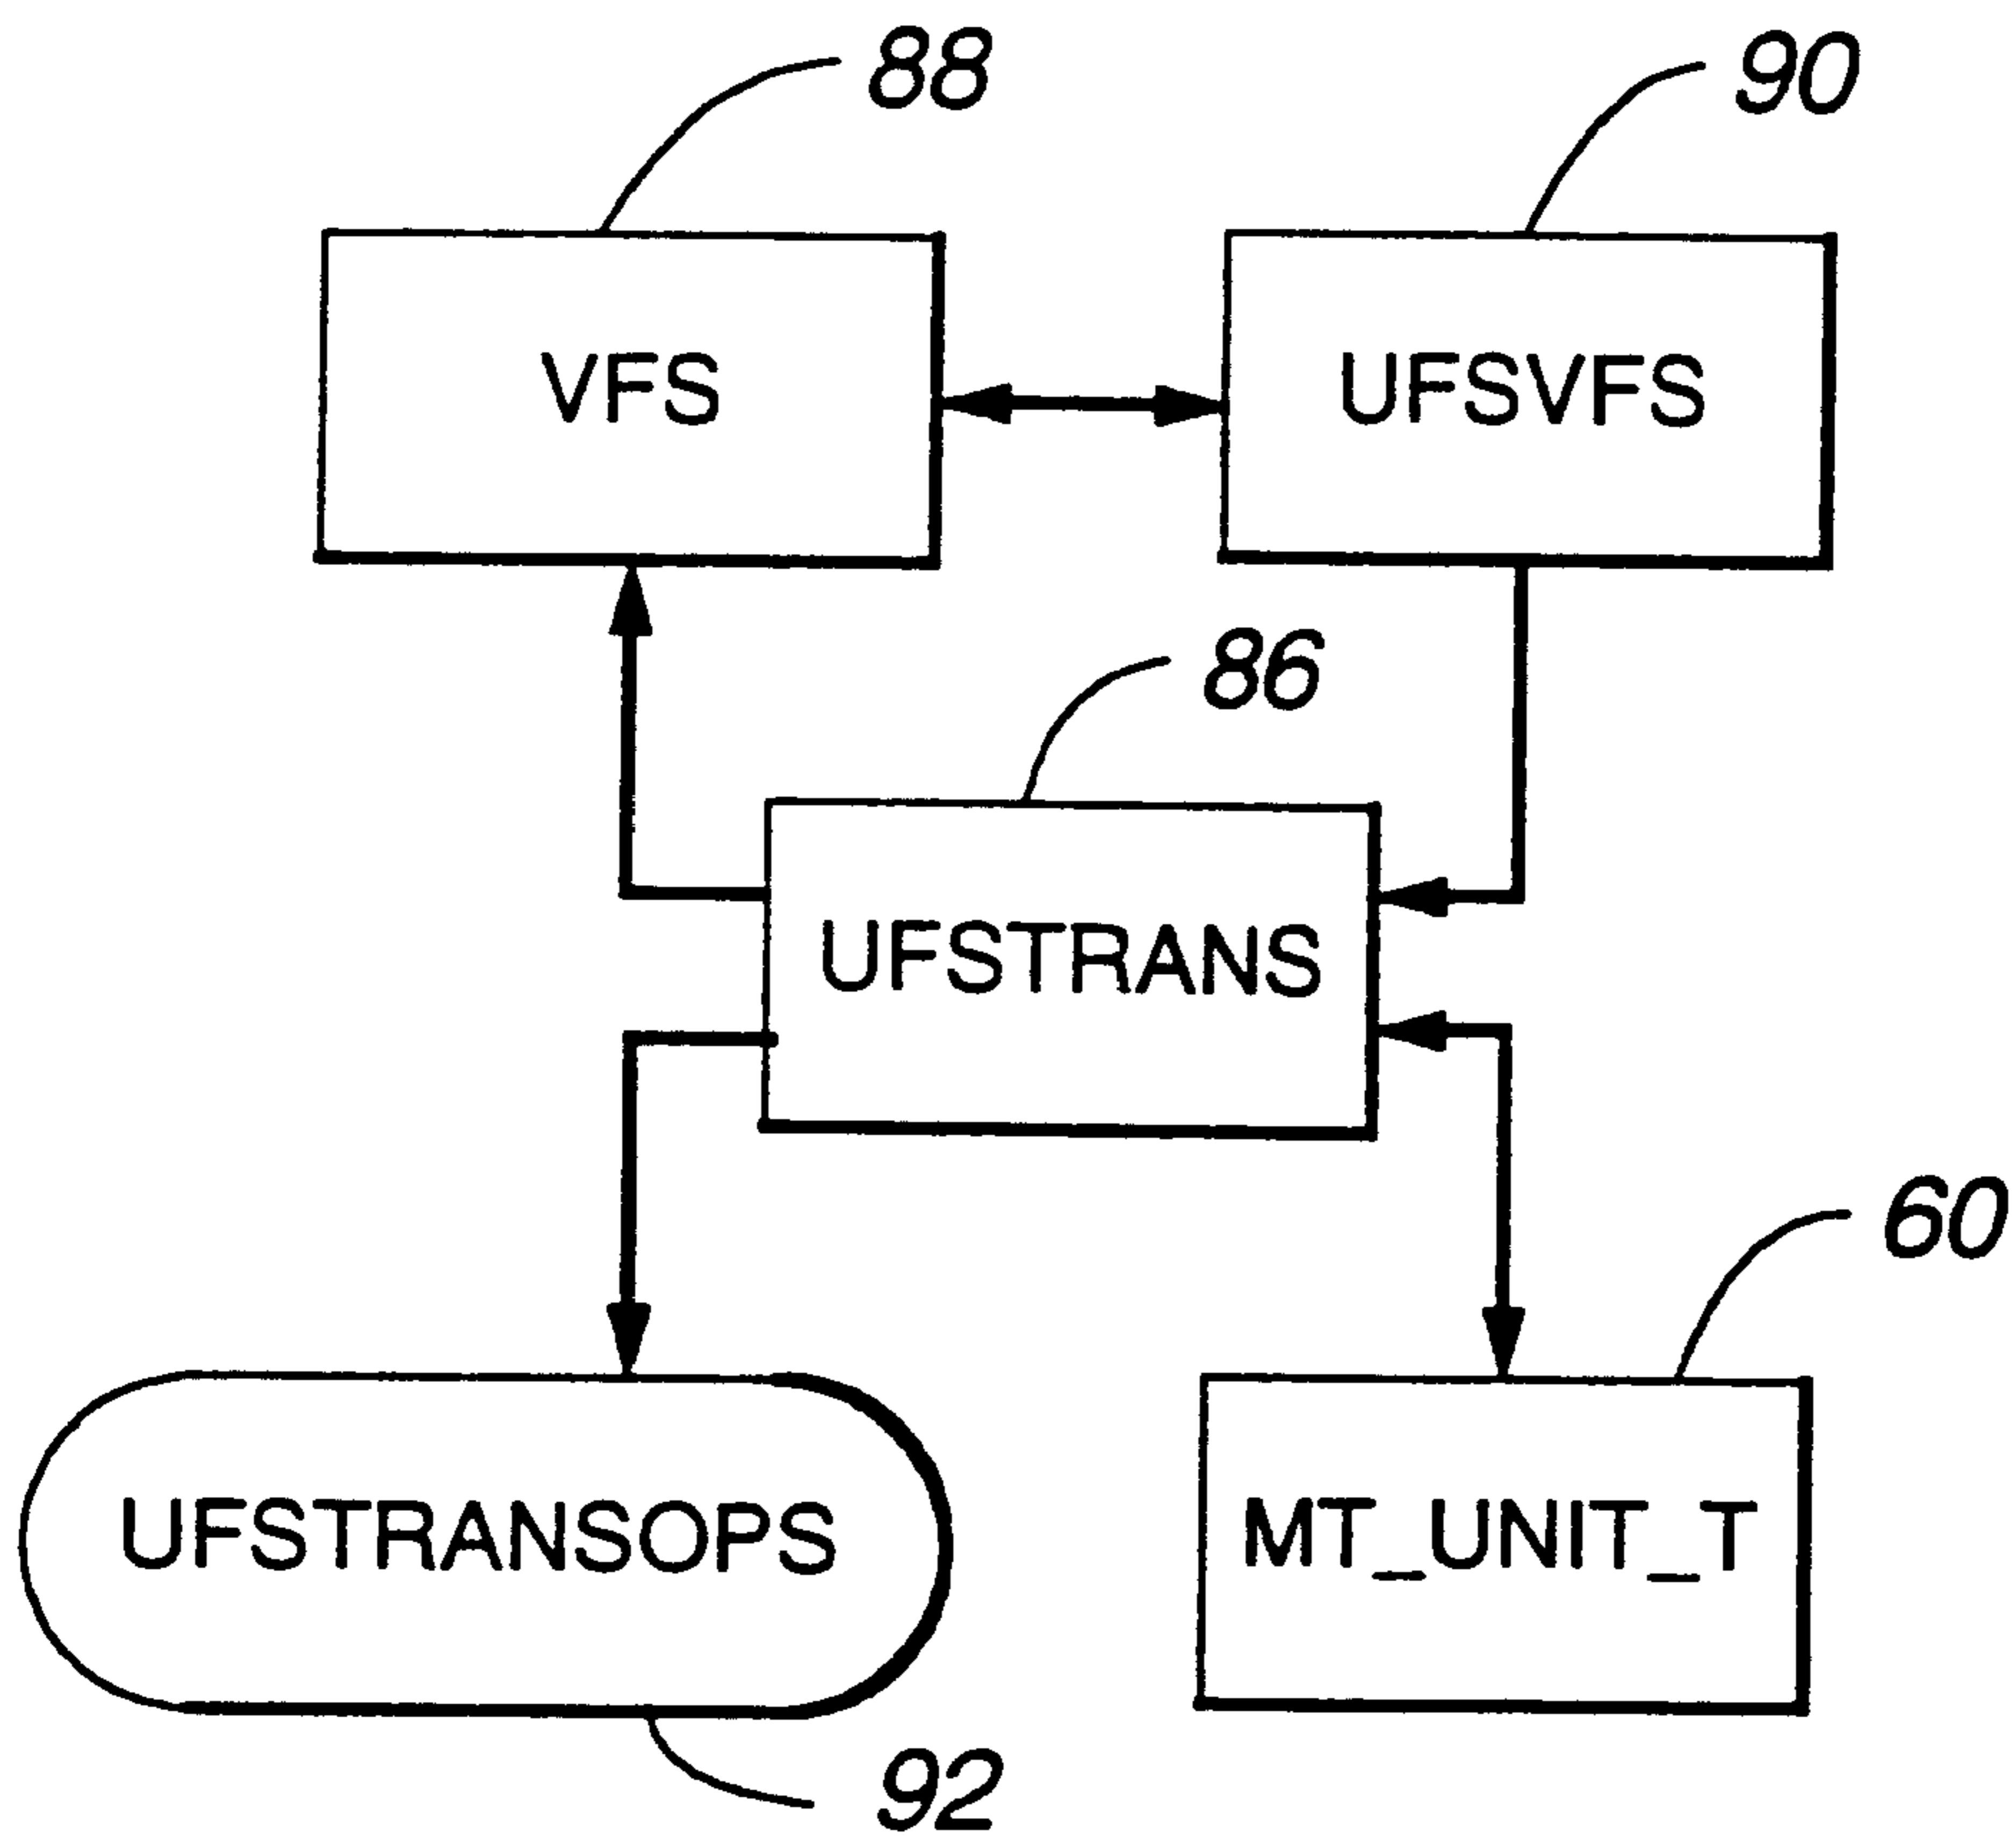 88
90
VFS
UFSVFS
86
UFSTRANS
60
UFSTRANSOPS
MT_UNIT_T
92